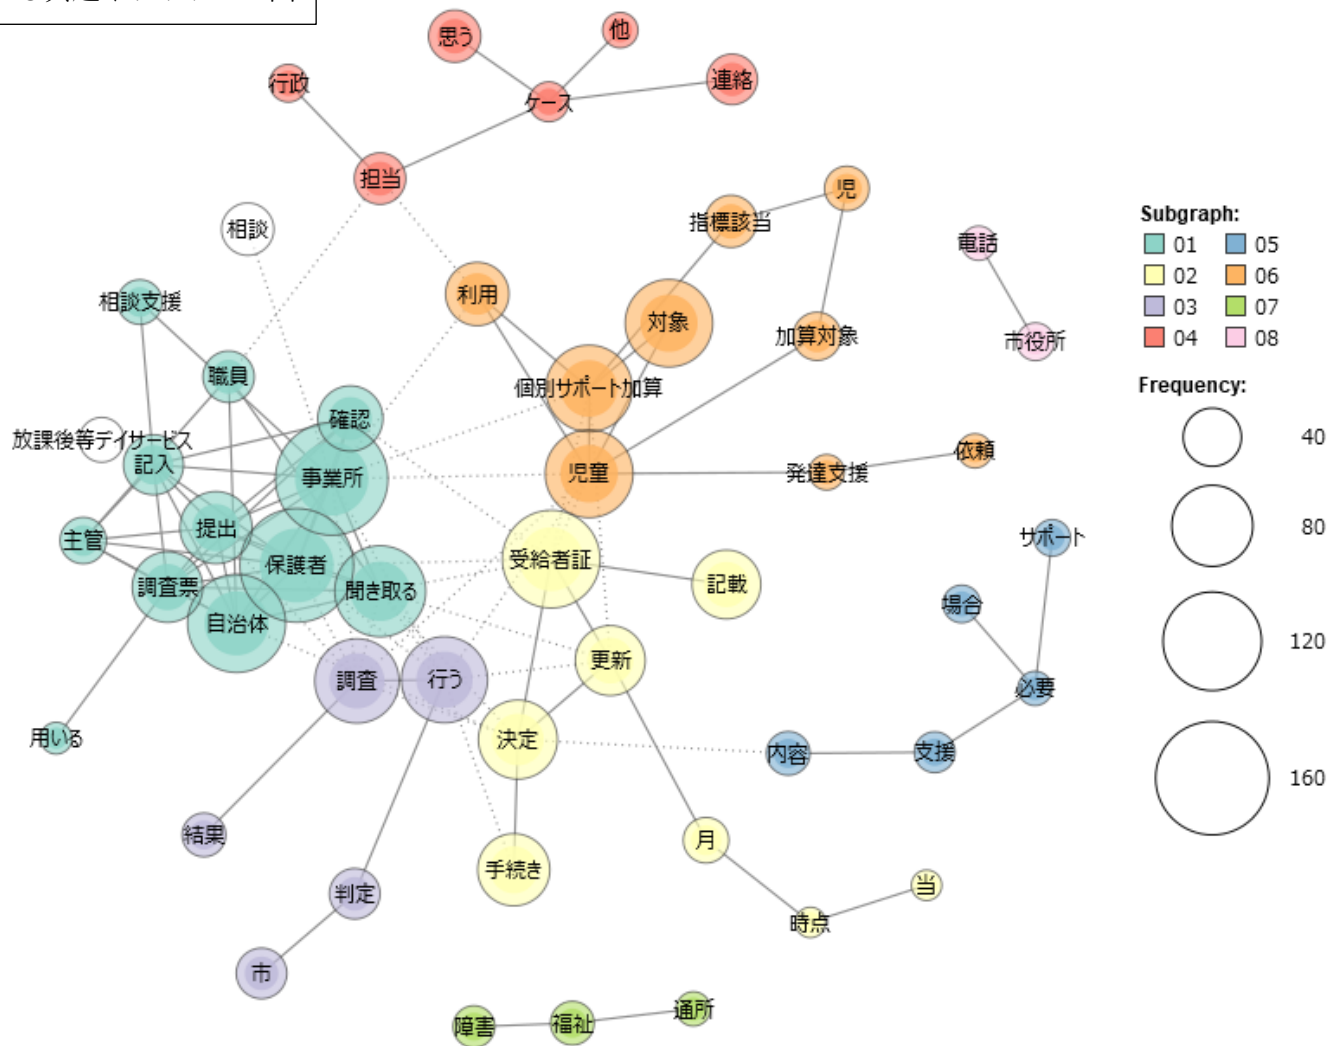 思う
他
行政
ケース
連絡
担当
児
指標該当
相談
電話
Subgraph:
01
05
02
06
03
07
04
08
相談支援
利用
対象
加算対象
市役所
職員
個別サポート加算
Frequency:
40
確認
放課後等デイサービス
記入
事業所
児童
発達支援
依頼
80
提出
主管
サポート
保護者
受給者証
調査票
聞き取る
記載
場合
自治体
120
更新
調査
行う
必要
用いる
決定
内容
支援
160
結果
月
手続き
判定
当
時点
市
通所
障害
福祉